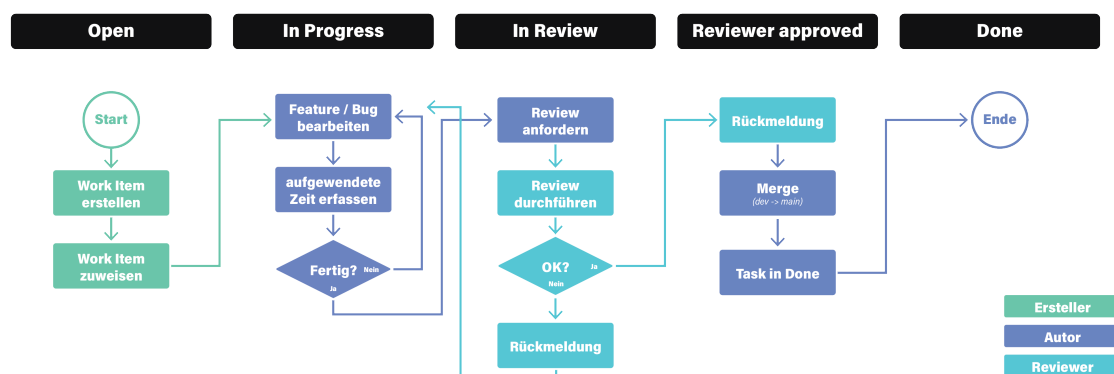 Open
In Progress
In Review
Reviewer approved
Done
Start
Work Item
erstellen
Work Item
zuweisen
Feature / Bug
bearbeiten
aufgewendete
Zeit erfassen
Fertig?
Nein
Ja
Review
anfordern
Review
durchführen
OK?
Ja
Nein
Rückmeldung
Rückmeldung
Merge
(dev -> main)
Task in Done
Ende
Ersteller
Autor
Reviewer